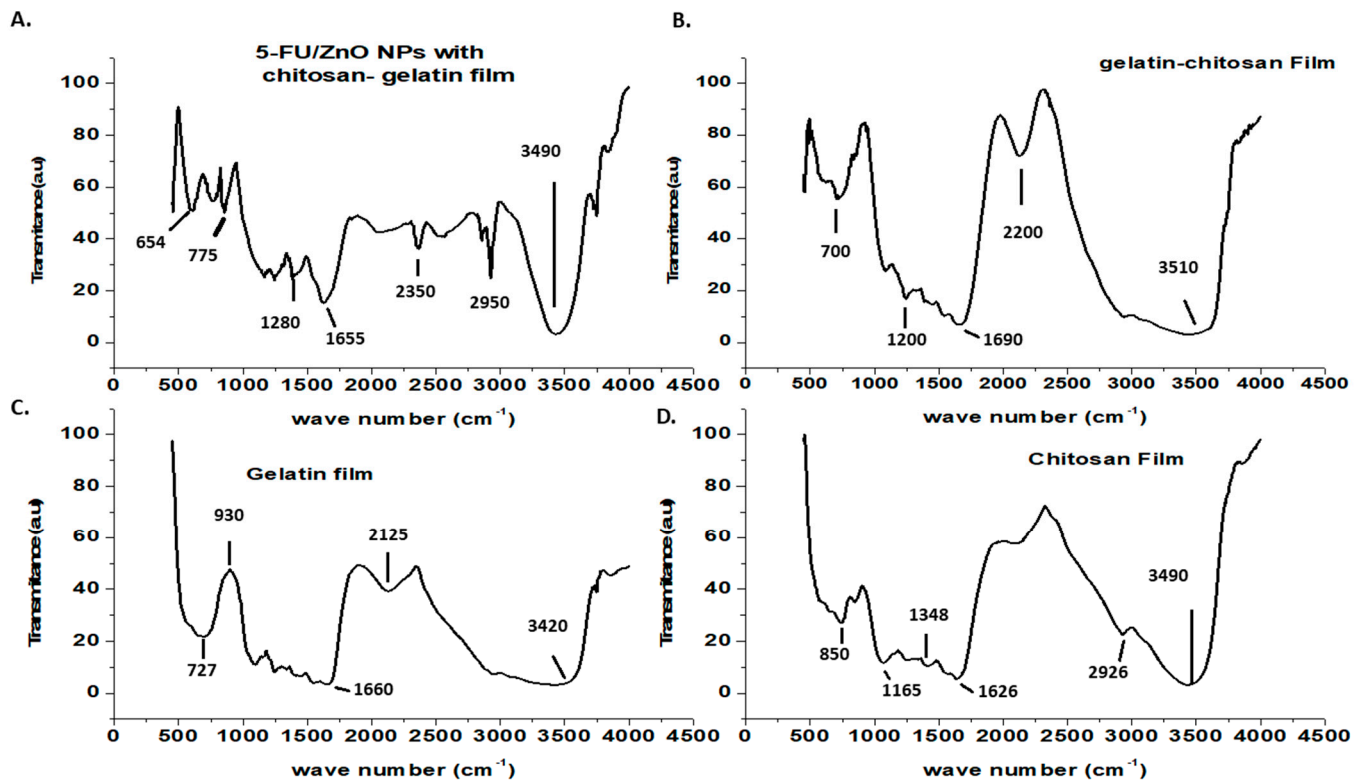 A.
5-FU/ZnO NPs with
chitosan- gelatin film
Transmitance(au)
100
80
60
40
20
0
654
775
1280
1655
2350
2950
3490
0 500 1000 1500 2000 2500 3000 3500 4000 4500
wave number (cm⁻¹)
B.
gelatin-chitosan Film
Transmitance(au)
100
80
60
40
20
0
700
1200
1690
2200
3510
0 500 1000 1500 2000 2500 3000 3500 4000 4500
wave number (cm⁻¹)
C.
Gelatin film
Transmitance(au)
100
80
60
40
20
0
727
930
1660
2125
3420
0 500 1000 1500 2000 2500 3000 3500 4000 4500
wave number (cm⁻¹)
D.
Chitosan Film
Transmitance(au)
100
80
60
40
20
0
850
1165
1348
1626
2926
3490
0 500 1000 1500 2000 2500 3000 3500 4000 4500
wave number (cm⁻¹)